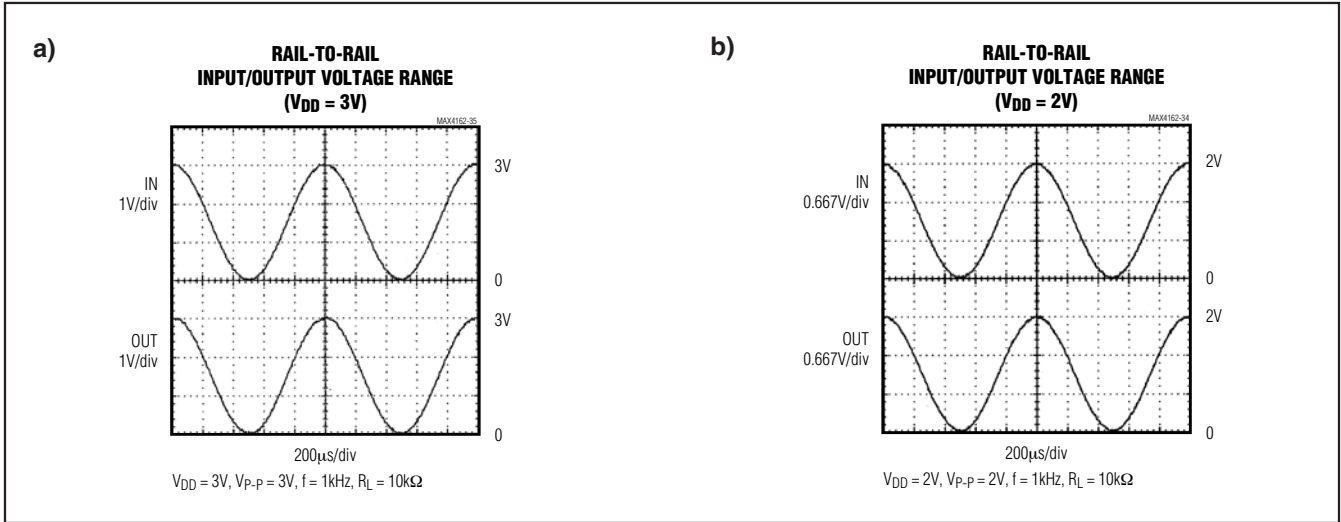 a)
RAIL-TO-RAIL
INPUT/OUTPUT VOLTAGE RANGE
(VDD = 3V)
MAX4162-35
3V
IN
1V/div
0
3V
OUT
1V/div
0
200µs/div
VDD = 3V, VP-P = 3V, f = 1kHz, RL = 10kΩ
b)
RAIL-TO-RAIL
INPUT/OUTPUT VOLTAGE RANGE
(VDD = 2V)
MAX4162-34
2V
IN
0.667V/div
0
2V
OUT
0.667V/div
0
200µs/div
VDD = 2V, VP-P = 2V, f = 1kHz, RL = 10kΩ